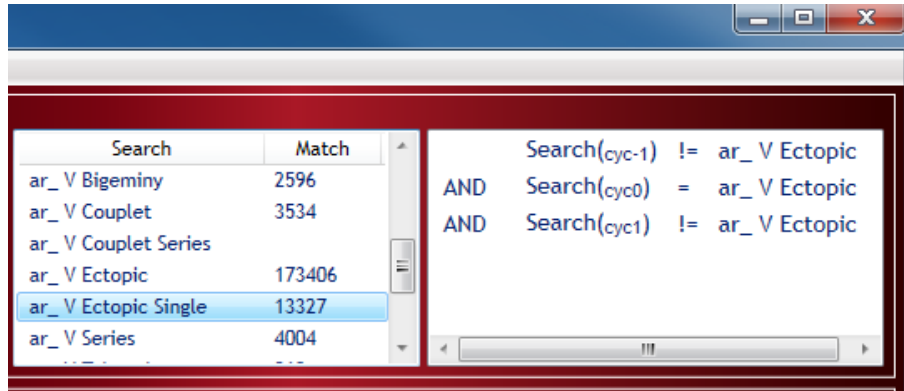 Search Match
ar_ V Bigeminy 2596
ar_ V Couplet 3534
ar_ V Couplet Series
ar_ V Ectopic 173406
ar_ V Ectopic Single 13327
ar_ V Series 4004
Search(cyc-1) != ar_ V Ectopic
AND Search(cyc0) = ar_ V Ectopic
AND Search(cyc1) != ar_ V Ectopic